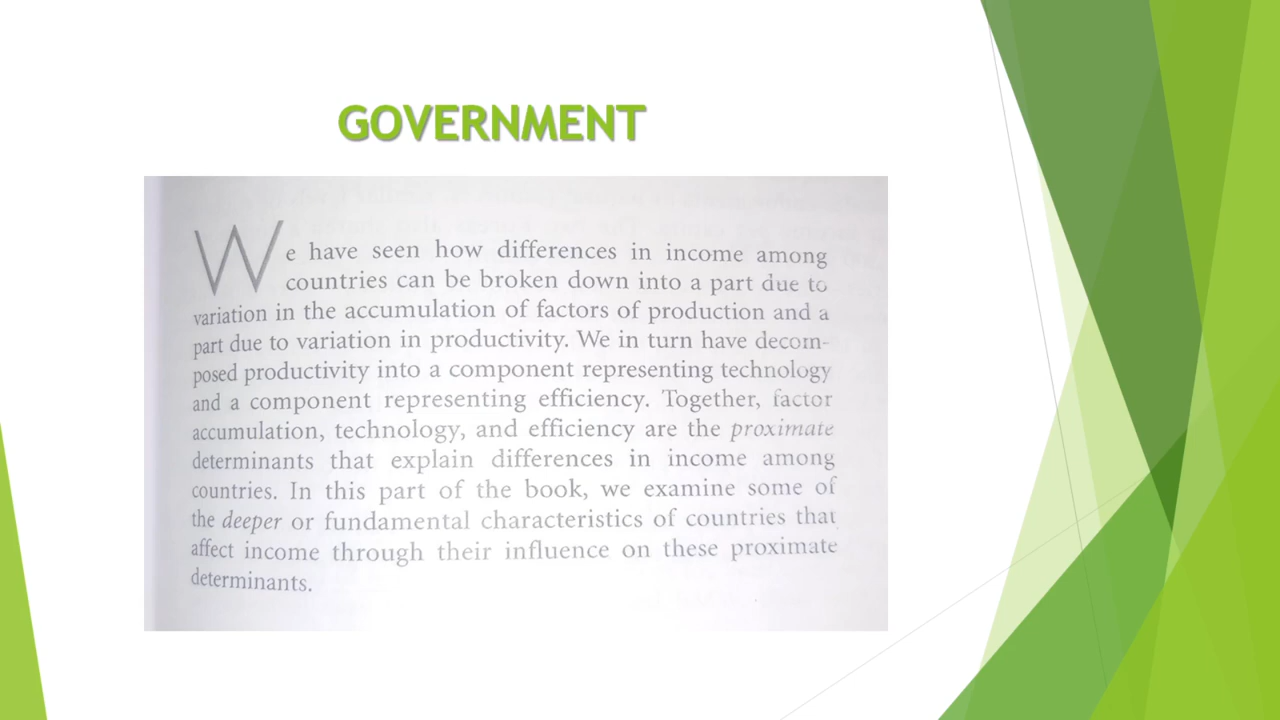 GOVERNMENT
We have seen how differences in income among
countries can be broken down into a part due to
variation in the accumulation of factors of production and a
part due to variation in productivity. We in turn have decom-
posed productivity into a component representing technology
and a component representing efficiency. Together, factor
accumulation, technology, and efficiency are the proximate
determinants that explain differences in income among
countries. In this part of the book, we examine some of
the deeper or fundamental characteristics of countries that
affect income through their influence on these proximate
determinants.